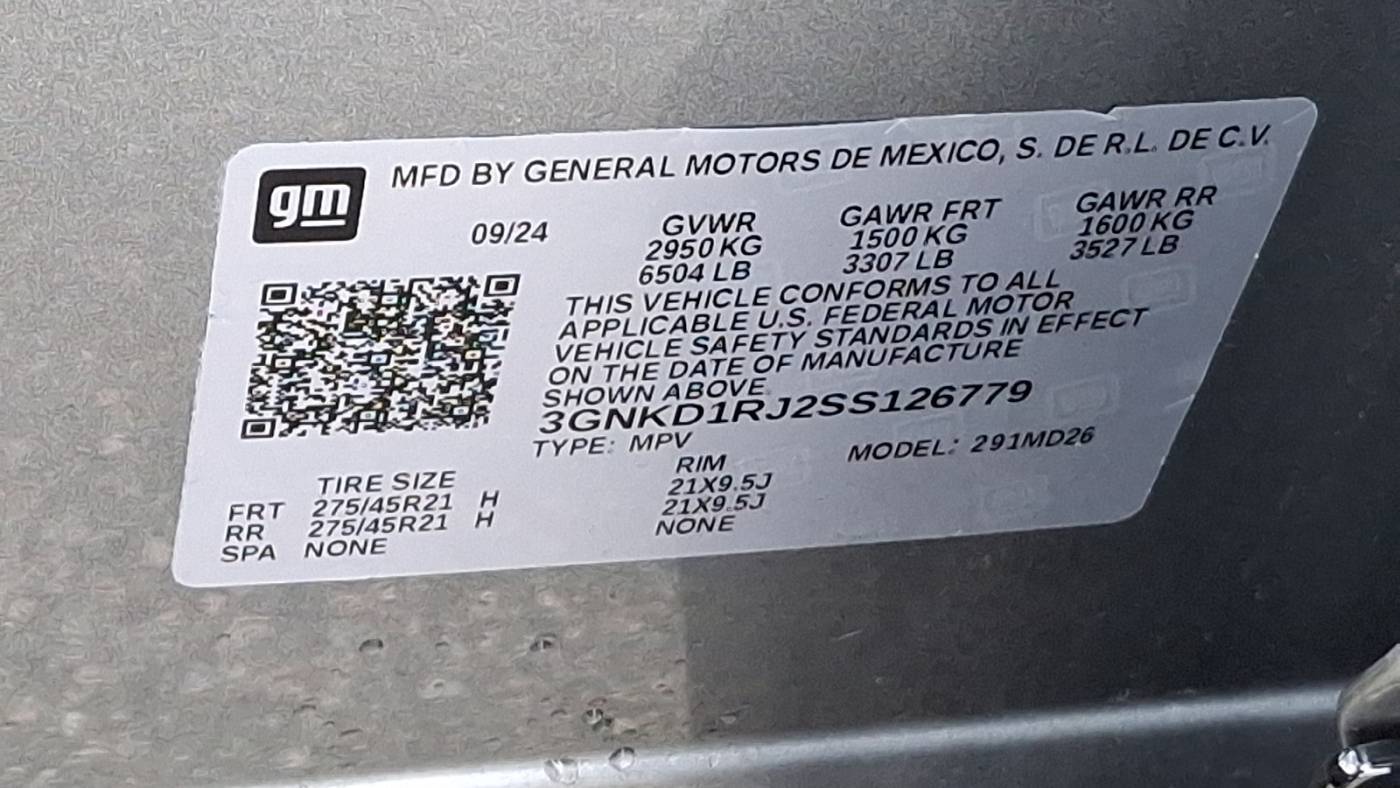 gm
MFD BY GENERAL MOTORS DE MEXICO, S. DE R.L. DE C.V.
09/24
GVWR GAWR FRT GAWR RR
2950 KG 1500 KG 1600 KG
6504 LB 3307 LB 3527 LB
THIS VEHICLE CONFORMS TO ALL
APPLICABLE U.S. FEDERAL MOTOR
VEHICLE SAFETY STANDARDS IN EFFECT
ON THE DATE OF MANUFACTURE
SHOWN ABOVE.
3GNKD1RJ2SS126779
TYPE: MPV MODEL: 291MD26
TIRE SIZE RIM
FRT 275/45R21 H 21X9.5J
RR 275/45R21 H 21X9.5J
SPA NONE NONE